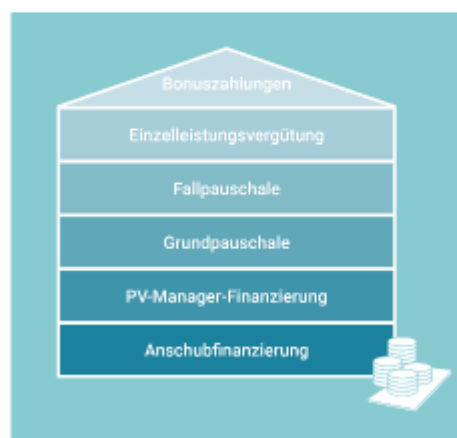 Bonuszahlungen
Einzelleistungsvergütung
Fallpauschale
Grundpauschale
PV-Manager-Finanzierung
Anschubfinanzierung